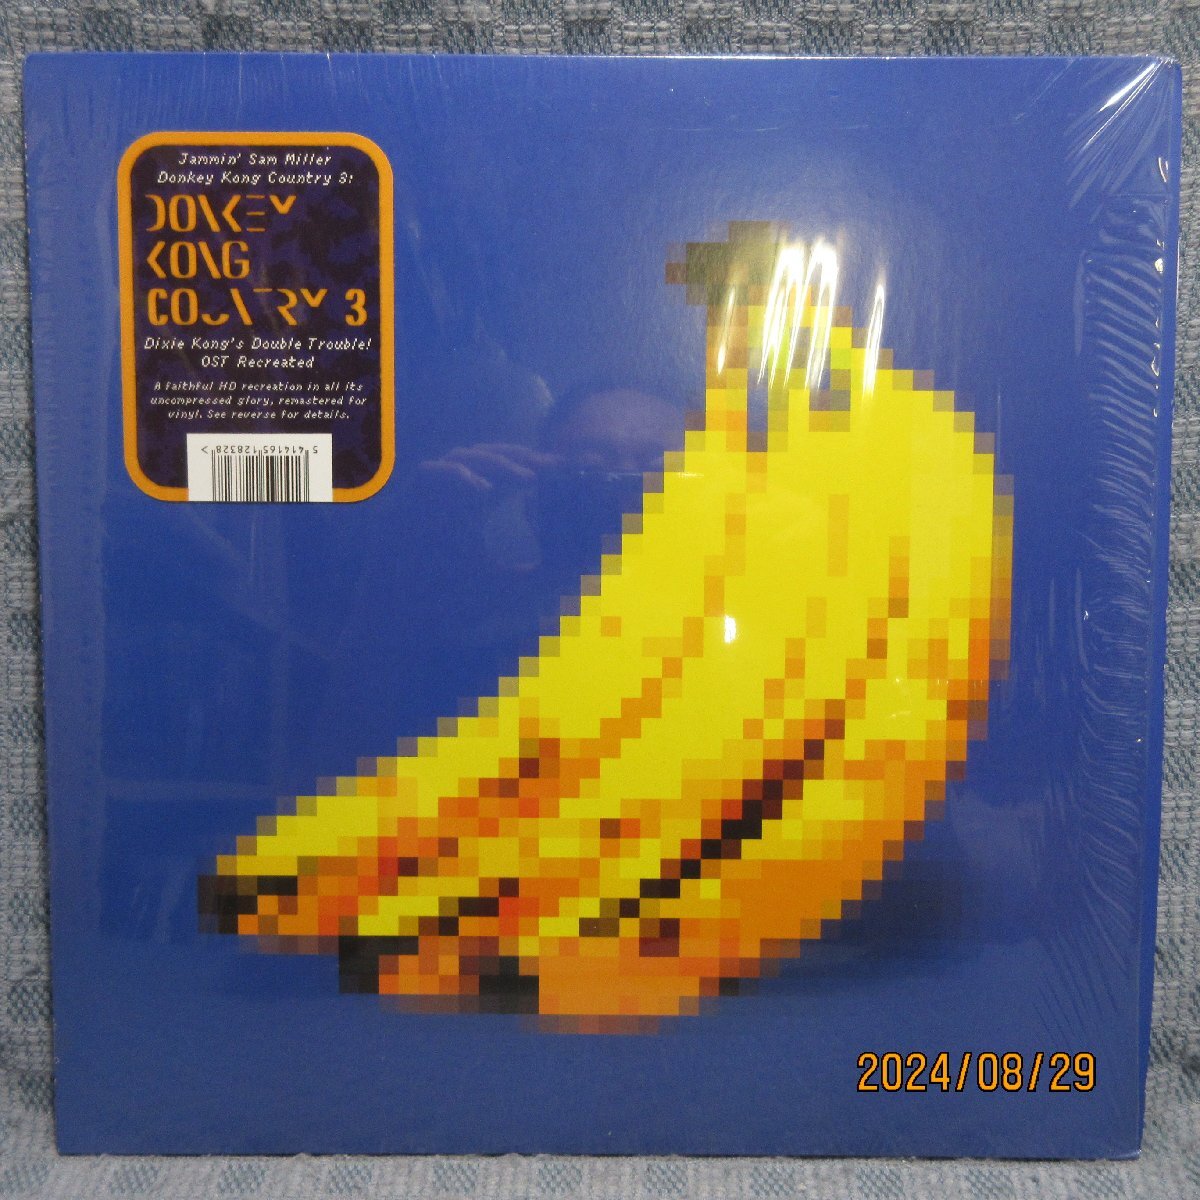 Jammin' Sam Miller
Donkey Kong Country 3:
DONKEY
KONG
COUNTRY 3
Dixie Kong's Double Trouble!
OST Recreated
A faithful HD recreation in all its
uncompressed glory, remastered for
vinyl. See reverse for details.
5 414165 128328 >
2024/08/29